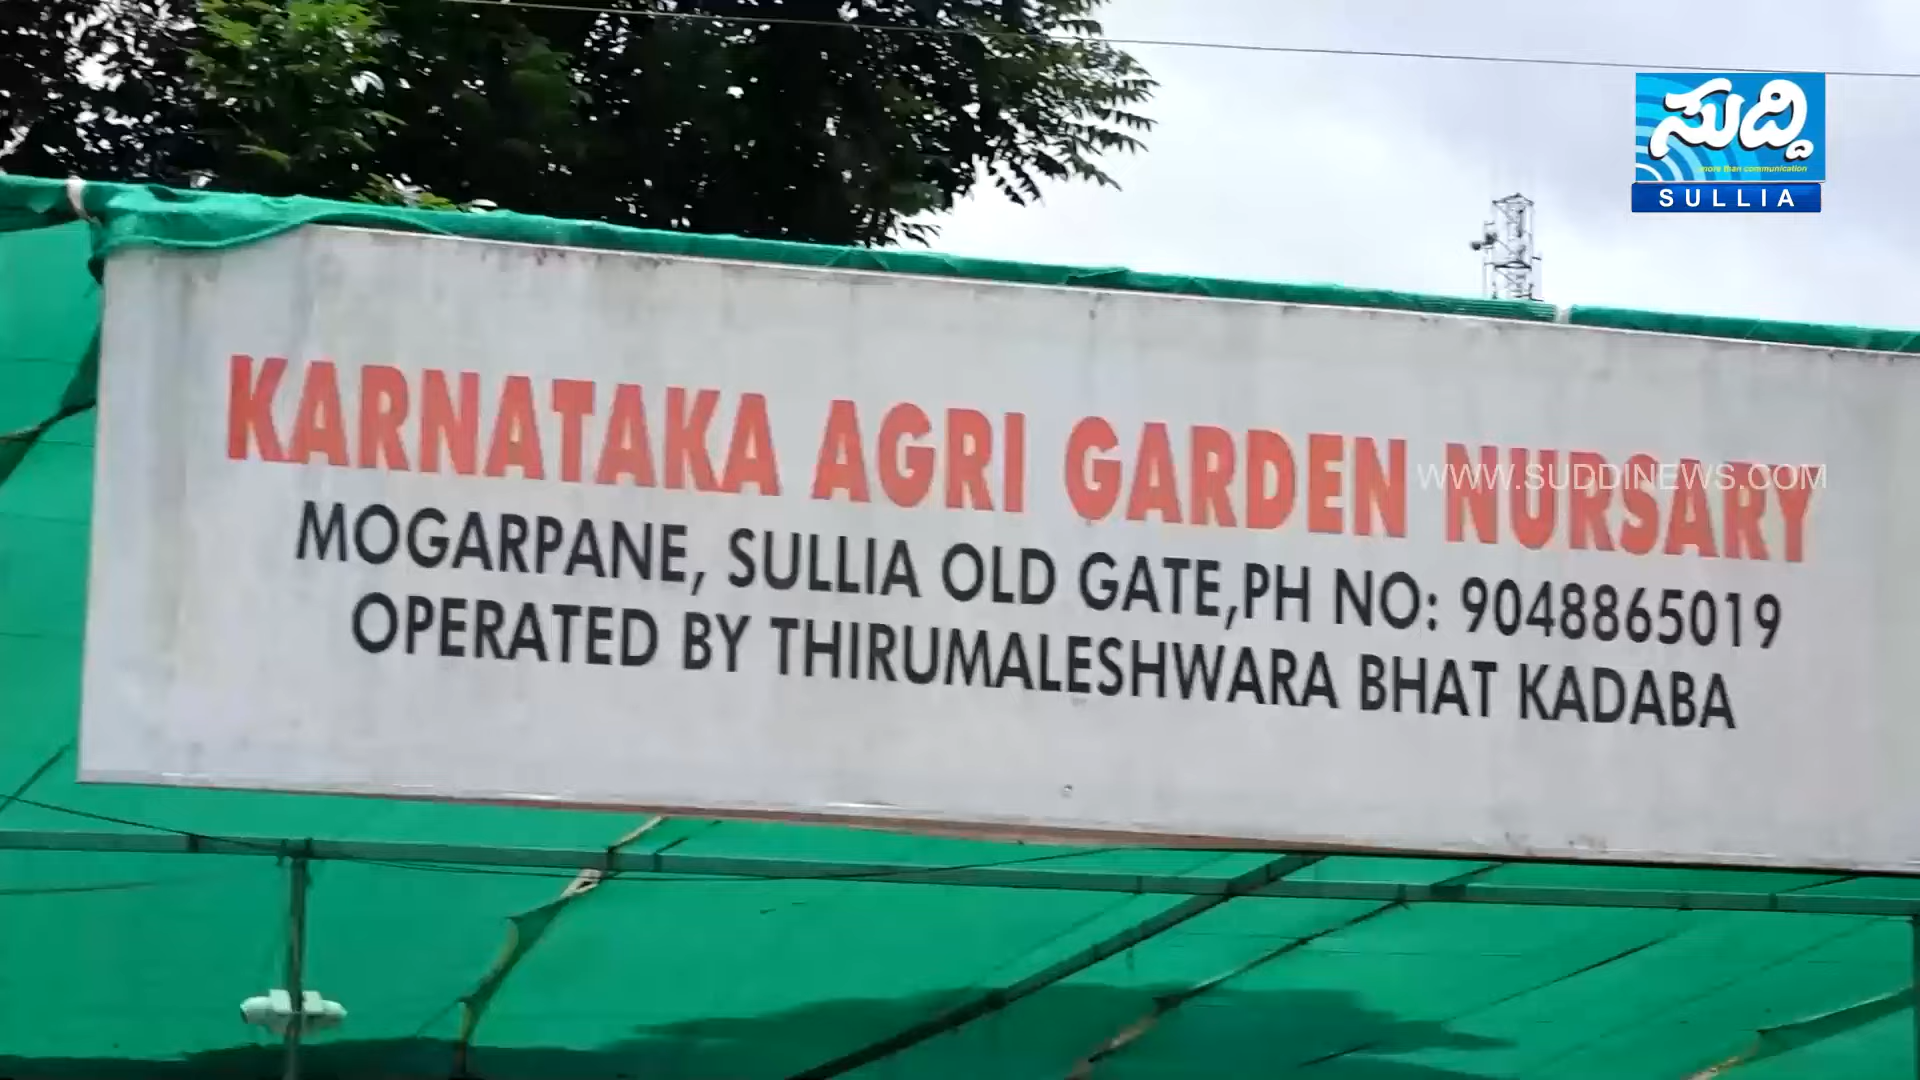 ಸುದ್ದಿ
more than communication
SULLIA
KARNATAKA AGRI GARDEN NURSARY
WWW.SUDDINEWS.COM
MOGARPANE, SULLIA OLD GATE,PH NO: 9048865019
OPERATED BY THIRUMALESHWARA BHAT KADABA